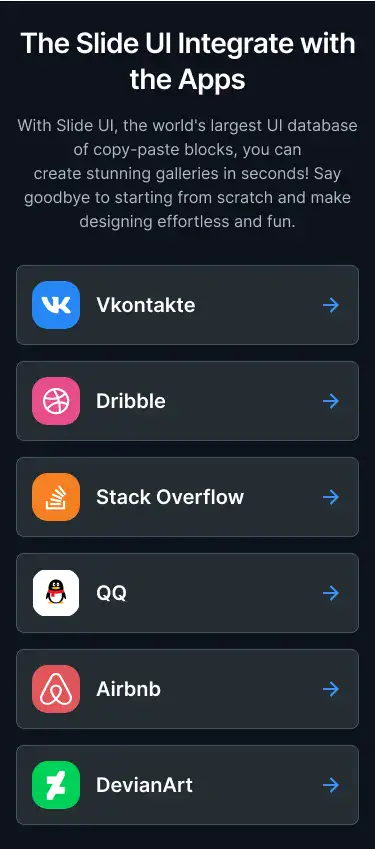 The Slide UI Integrate with
the Apps
With Slide UI, the world's largest UI database
of copy-paste blocks, you can
create stunning galleries in seconds! Say
goodbye to starting from scratch and make
designing effortless and fun.
Vkontakte
Dribble
Stack Overflow
QQ
Airbnb
DevianArt